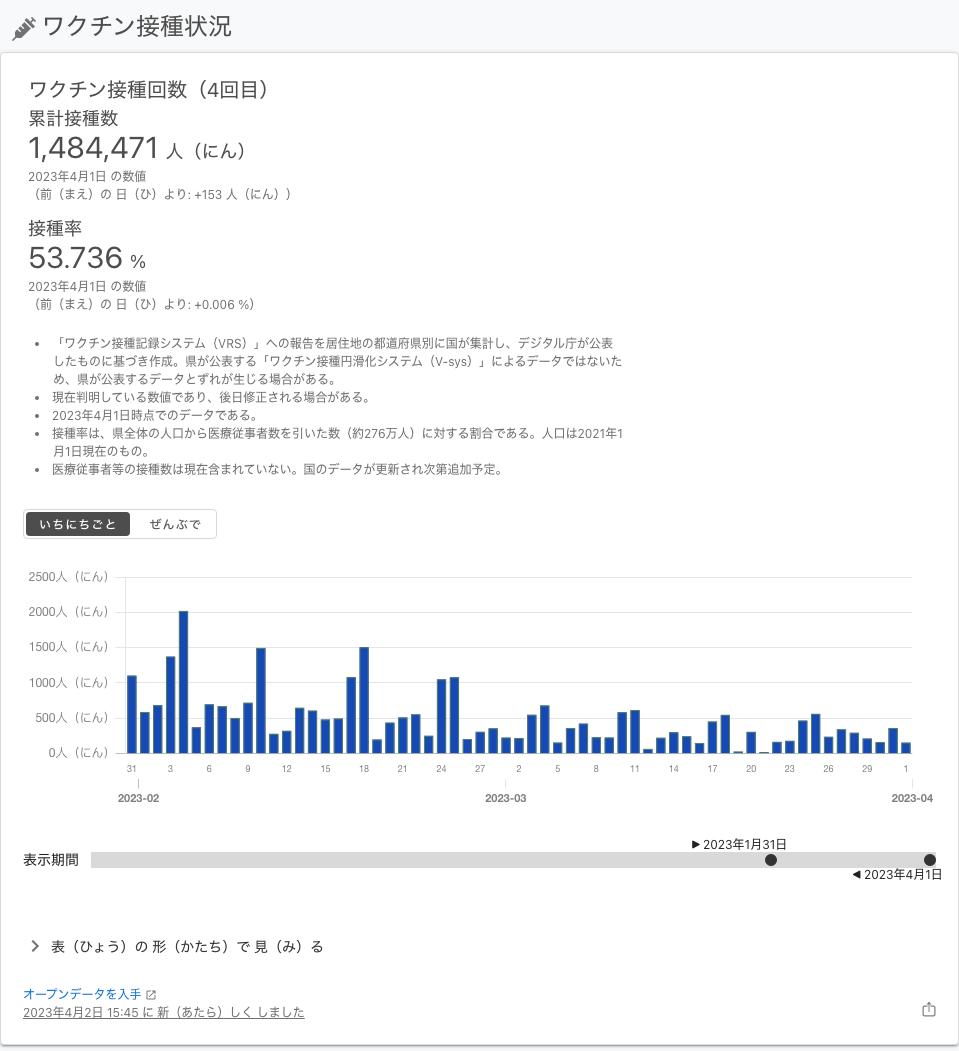 ワクチン接種状況
ワクチン接種回数（4回目）
累計接種数
1,484,471 人（にん）
2023年4月1日 の数値
（前（まえ）の 日（ひ）より: +153 人（にん））
接種率
53.736 %
2023年4月1日 の数値
（前（まえ）の 日（ひ）より: +0.006 %）
• 「ワクチン接種記録システム（VRS）」への報告を居住地の都道府県別に国が集計し、デジタル庁が公表
したものに基づき作成。県が公表する「ワクチン接種円滑化システム（V-sys）」によるデータではないた
め、県が公表するデータとずれが生じる場合がある。
• 現在判明している数値であり、後日修正される場合がある。
• 2023年4月1日時点でのデータである。
• 接種率は、県全体の人口から医療従事者数を引いた数（約276万人）に対する割合である。人口は2021年1
月1日現在のもの。
• 医療従事者等の接種数は現在含まれていない。国のデータが更新され次第追加予定。
いちにちごと ぜんぶで
2500人（にん）
2000人（にん）
1500人（にん）
1000人（にん）
500人（にん）
0人（にん）
31 3 6 9 12 15 18 21 24 27 2 5 8 11 14 17 20 23 26 29 1
2023-02 2023-03 2023-04
▶ 2023年1月31日
表示期間
◀ 2023年4月1日
表（ひょう）の 形（かたち）で 見（み）る
オープンデータを入手
2023年4月2日 15:45 に 新（あたら）しく しました